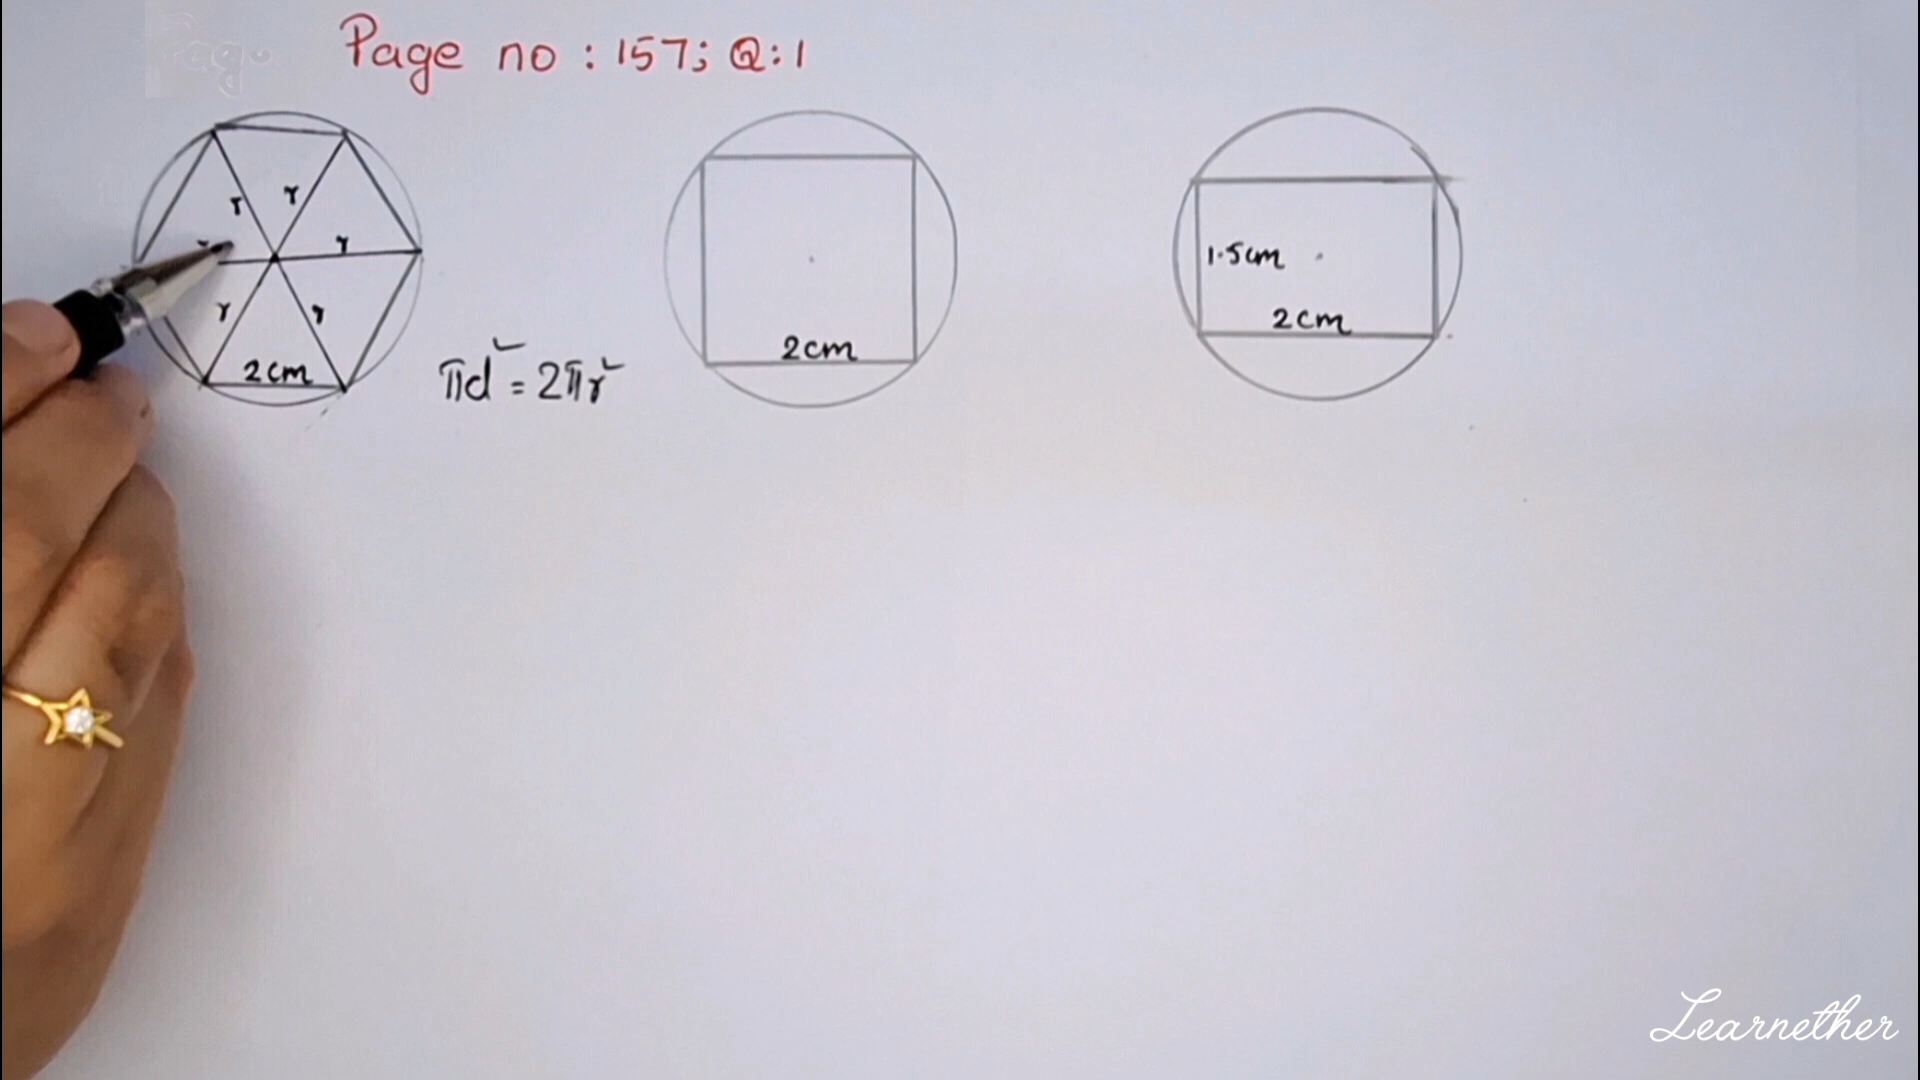 Page no : 157; Q:1
r r
r
r r
2cm
πd = 2πr
2cm
1.5cm
2cm
Learnether